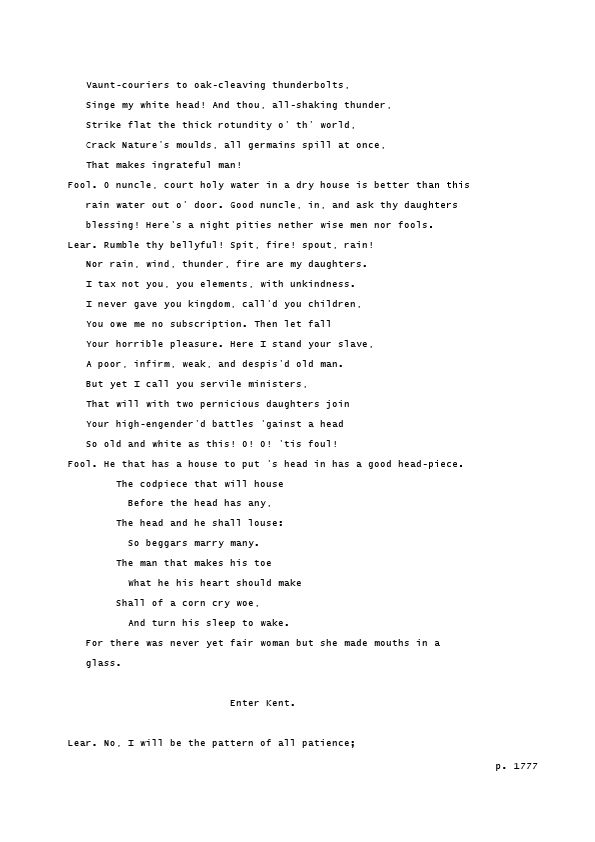 Vaunt-couriers to oak-cleaving thunderbolts,
Singe my white head! And thou, all-shaking thunder,
Strike flat the thick rotundity o' th' world,
Crack Nature's moulds, all germains spill at once,
That makes ingrateful man!
Fool. O nuncle, court holy water in a dry house is better than this
rain water out o' door. Good nuncle, in, and ask thy daughters
blessing! Here's a night pities nether wise men nor fools.
Lear. Rumble thy bellyful! Spit, fire! spout, rain!
Nor rain, wind, thunder, fire are my daughters.
I tax not you, you elements, with unkindness.
I never gave you kingdom, call'd you children,
You owe me no subscription. Then let fall
Your horrible pleasure. Here I stand your slave,
A poor, infirm, weak, and despis'd old man.
But yet I call you servile ministers,
That will with two pernicious daughters join
Your high-engender'd battles 'gainst a head
So old and white as this! O! O! 'tis foul!
Fool. He that has a house to put 's head in has a good head-piece.
The codpiece that will house
Before the head has any,
The head and he shall louse:
So beggars marry many.
The man that makes his toe
What he his heart should make
Shall of a corn cry woe,
And turn his sleep to wake.
For there was never yet fair woman but she made mouths in a
glass.
Enter Kent.
Lear. No, I will be the pattern of all patience;
p. 1777